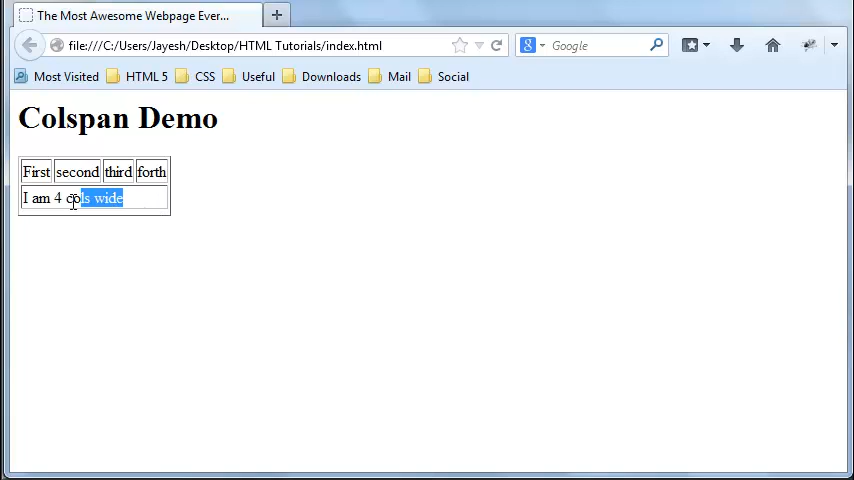 The Most Awesome Webpage Ever...
file:///C:/Users/Jayesh/Desktop/HTML Tutorials/index.html
Google
Most Visited HTML 5 CSS Useful Downloads Mail Social
Colspan Demo
First second third forth
I am 4 cols wide